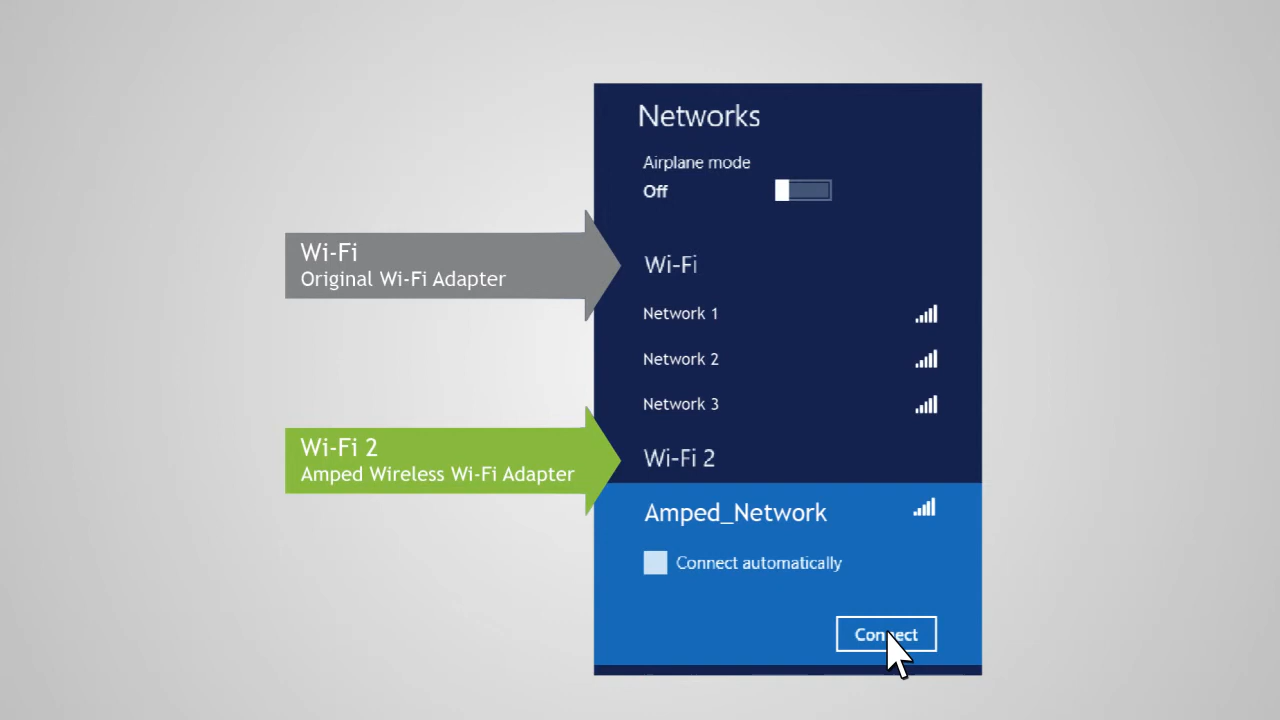 Networks
Airplane mode
Off
Wi-Fi
Original Wi-Fi Adapter
Wi-Fi
Network 1
Network 2
Network 3
Wi-Fi 2
Amped Wireless Wi-Fi Adapter
Wi-Fi 2
Amped_Network
Connect automatically
Connect